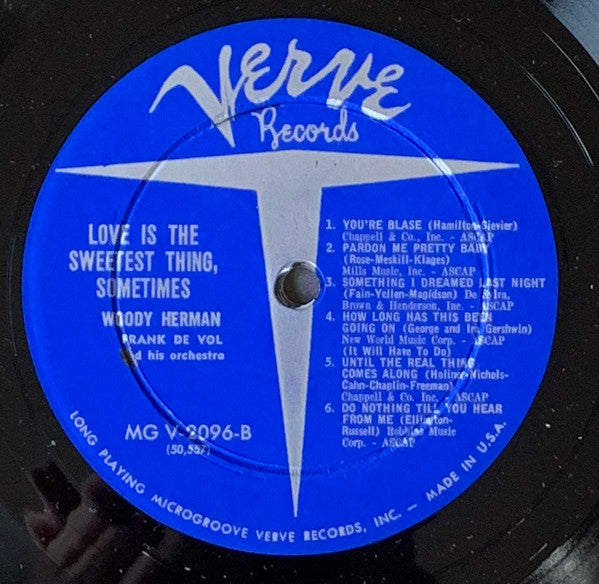 Verve
Records
LOVE IS THE
SWEETEST THING,
SOMETIMES
WOODY HERMAN
FRANK DE VOL
and his orchestra
MG V-2096-B
(50,557)
1. YOU'RE BLASE (Hamilton-Sievier)
Chappell & Co., Inc. - ASCAP
2. PARDON ME PRETTY BABY
(Rose-Meskill-Klages)
Mills Music, Inc. - ASCAP
3. SOMETHING I DREAMED LAST NIGHT
(Fain-Yellen-Magidson) De Sylva,
Brown & Henderson, Inc. - ASCAP
4. HOW LONG HAS THIS BEEN
GOING ON (George and Ira Gershwin)
New World Music Corp. - ASCAP
(It Will Have To Do)
5. UNTIL THE REAL THING
COMES ALONG (Holiner-Nichols-
Cahn-Chaplin-Freeman)
Chappell & Co. Inc. - ASCAP
6. DO NOTHING TILL YOU HEAR
FROM ME (Ellington-
Russell) Robbins Music
Corp. - ASCAP
LONG PLAYING MICROGROOVE VERVE RECORDS, INC. — MADE IN U.S.A.